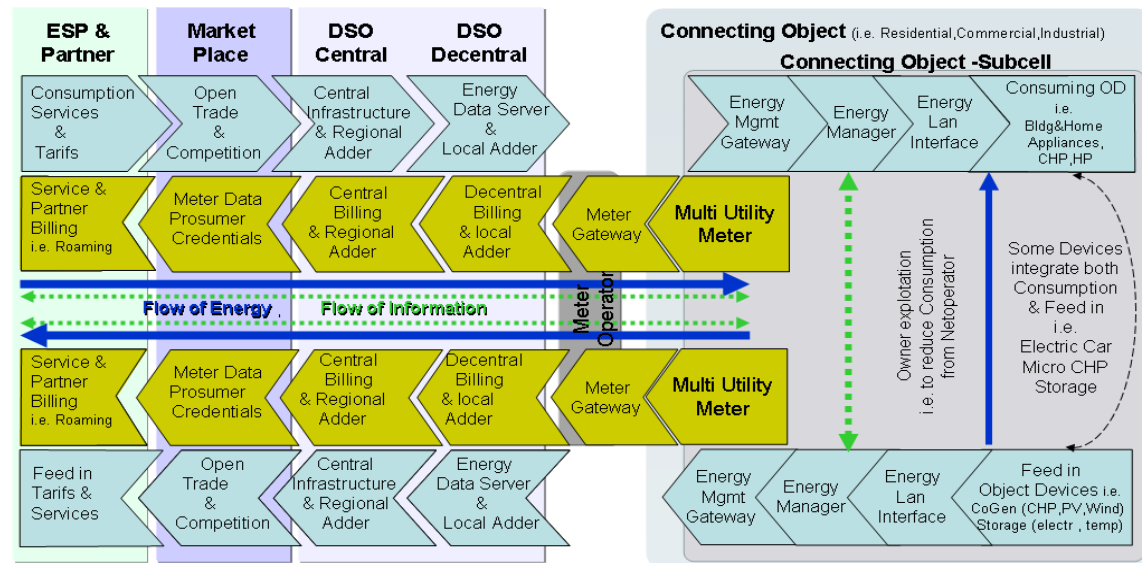 ESP &
Partner
Market
Place
DSO
Central
DSO
Decentral
Connecting Object (i.e. Residential,Commercial,Industrial)
Connecting Object -Subcell
Consumption
Services
&
Tarifs
Open
Trade
&
Competition
Central
Infrastructure
& Regional
Adder
Energy
Data Server
&
Local Adder
Energy
Mgmt
Gateway
Energy
Manager
Energy
Lan
Interface
Consuming OD
i.e.
Bldg&Home
Appliances,
CHP,HP
Service &
Partner
Billing
i.e. Roaming
Meter Data
Prosumer
Credentials
Central
Billing
& Regional
Adder
Decentral
Billing
& local
Adder
Meter
Gateway
Multi Utility
Meter
Flow of Energy
Flow of Information
Meter
Operator
Owner explotation
i.e. to reduce Consumption
from Netoperator
Some Devices
integrate both
Consumption
& Feed in
i.e.
Electric Car
Micro CHP
Storage
Service &
Partner
Billing
i.e. Roaming
Meter Data
Prosumer
Credentials
Central
Billing
& Regional
Adder
Decentral
Billing
& local
Adder
Meter
Gateway
Multi Utility
Meter
Feed in
Tarifs &
Services
Open
Trade
&
Competition
Central
Infrastructure
& Regional
Adder
Energy
Data Server
&
Local Adder
Energy
Mgmt
Gateway
Energy
Manager
Energy
Lan
Interface
Feed in
Object Devices i.e.
CoGen (CHP,PV,Wind)
Storage (electr , temp)